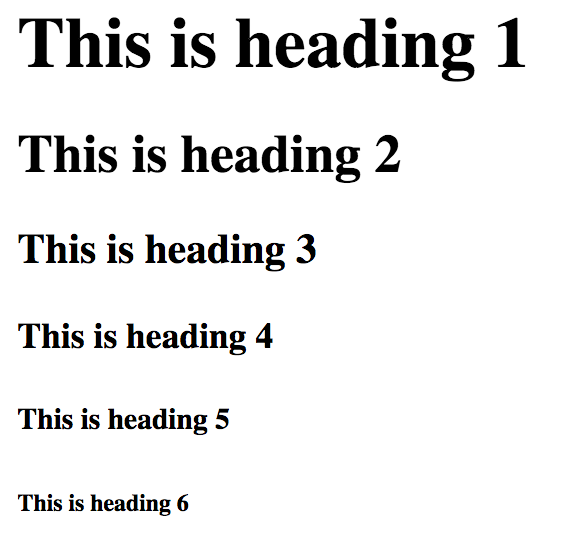 This is heading 1
This is heading 2
This is heading 3
This is heading 4
This is heading 5
This is heading 6